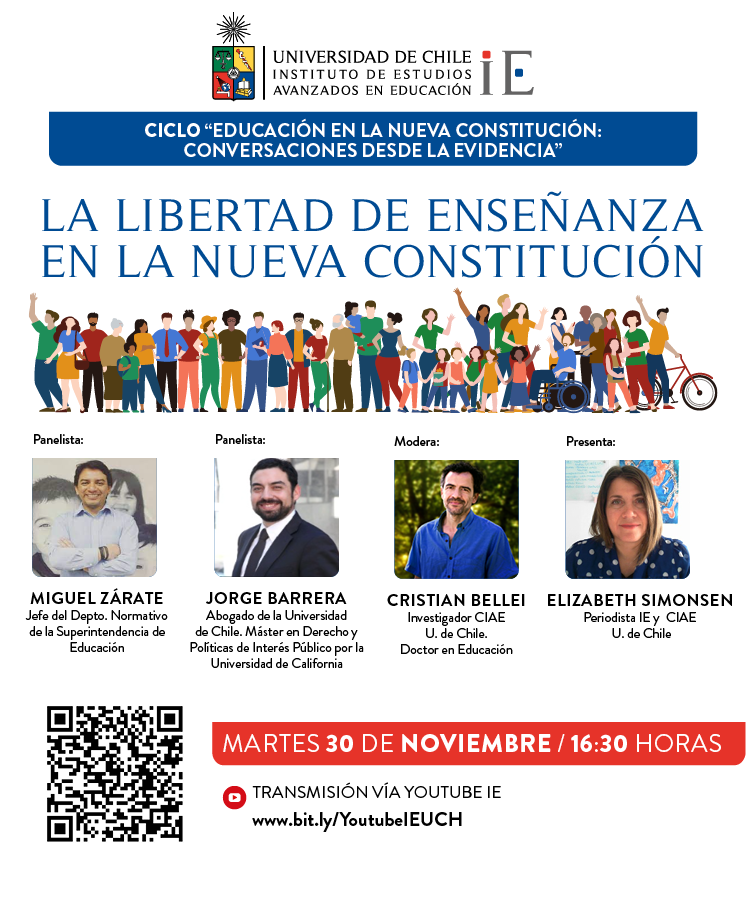 UNIVERSIDAD DE CHILE
INSTITUTO DE ESTUDIOS
AVANZADOS EN EDUCACIÓN
iE
CICLO “EDUCACIÓN EN LA NUEVA CONSTITUCIÓN:
CONVERSACIONES DESDE LA EVIDENCIA”
LA LIBERTAD DE ENSEÑANZA
EN LA NUEVA CONSTITUCIÓN
Panelista:
MIGUEL ZÁRATE
Jefe del Depto. Normativo
de la Superintendencia de
Educación
Panelista:
JORGE BARRERA
Abogado de la Universidad
de Chile. Máster en Derecho y
Políticas de Interés Público por la
Universidad de California
Modera:
CRISTIAN BELLEI
Investigador CIAE
U. de Chile.
Doctor en Educación
Presenta:
ELIZABETH SIMONSEN
Periodista IE y CIAE
U. de Chile
MARTES 30 DE NOVIEMBRE / 16:30 HORAS
TRANSMISIÓN VÍA YOUTUBE IE
www.bit.ly/YoutubeIEUCH